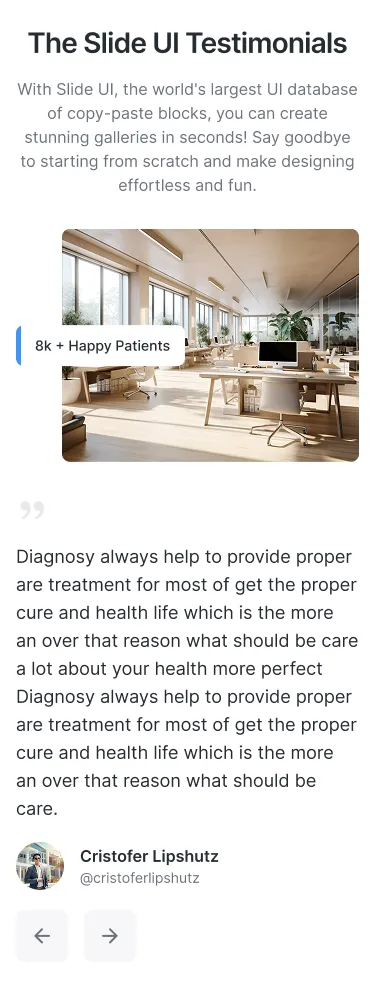 The Slide UI Testimonials
With Slide UI, the world's largest UI database
of copy-paste blocks, you can create
stunning galleries in seconds! Say goodbye
to starting from scratch and make designing
effortless and fun.
8k + Happy Patients
”
Diagnosy always help to provide proper
are treatment for most of get the proper
cure and health life which is the more
an over that reason what should be care
a lot about your health more perfect
Diagnosy always help to provide proper
are treatment for most of get the proper
cure and health life which is the more
an over that reason what should be
care.
Cristofer Lipshutz
@cristoferlipshutz